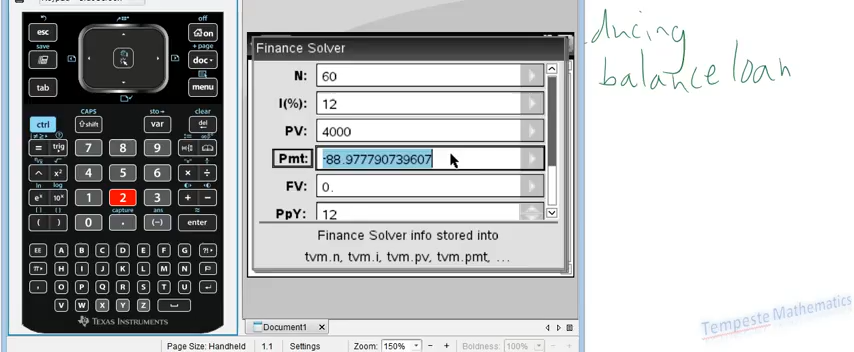 off
esc
on
save
+ page
doc
tab
menu
CAPS
sto→
clear
ctrl
shift
var
del
= trig 7 8 9
^ x² 4 5 6 × ÷
ln log
eˣ 10ˣ 1 2 3 + −
capture ans
( ) 0 . (−) enter
EE A B C D E F G ?!
H I J K L M N
O P Q R S T U
V W X Y Z
TEXAS INSTRUMENTS
Finance Solver
N: 60
I(%): 12
PV: 4000
Pmt: -88.977790739607
FV: 0.
PpY: 12
Finance Solver info stored into
tvm.n, tvm.i, tvm.pv, tvm.pmt, ...
Document1
Page Size: Handheld 1.1 Settings Zoom: 150% Boldness: 100%
ducing
balance loan
Tempeste Mathematics